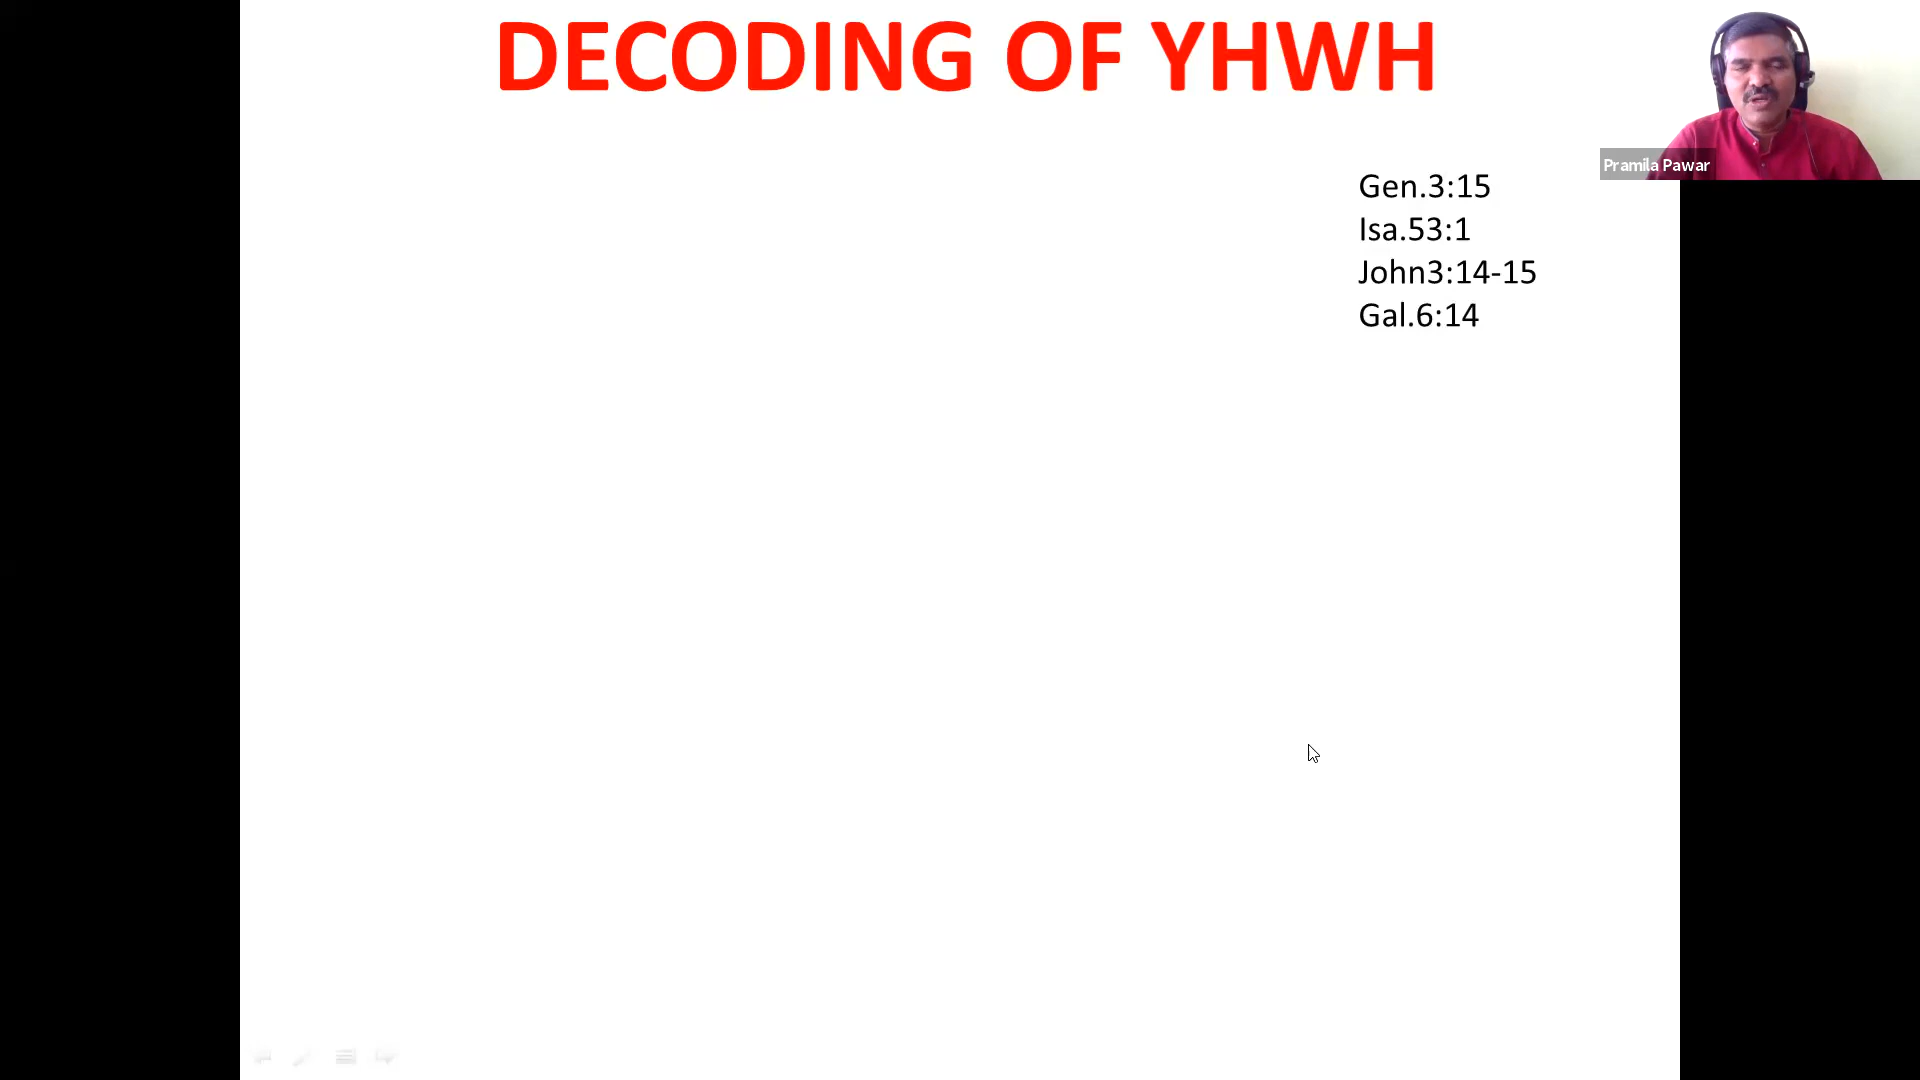 DECODING OF YHWH
Pramila Pawar
Gen.3:15
Isa.53:1
John3:14-15
Gal.6:14